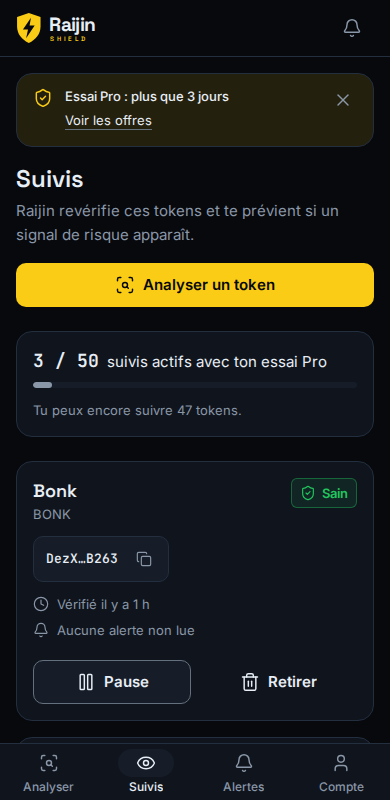 Raijin
SHIELD
Essai Pro : plus que 3 jours
Voir les offres
Suivis
Raijin revérifie ces tokens et te prévient si un
signal de risque apparaît.
Analyser un token
3 / 50 suivis actifs avec ton essai Pro
Tu peux encore suivre 47 tokens.
Bonk
Sain
BONK
DezX…B263
Vérifié il y a 1 h
Aucune alerte non lue
Pause
Retirer
Analyser
Suivis
Alertes
Compte